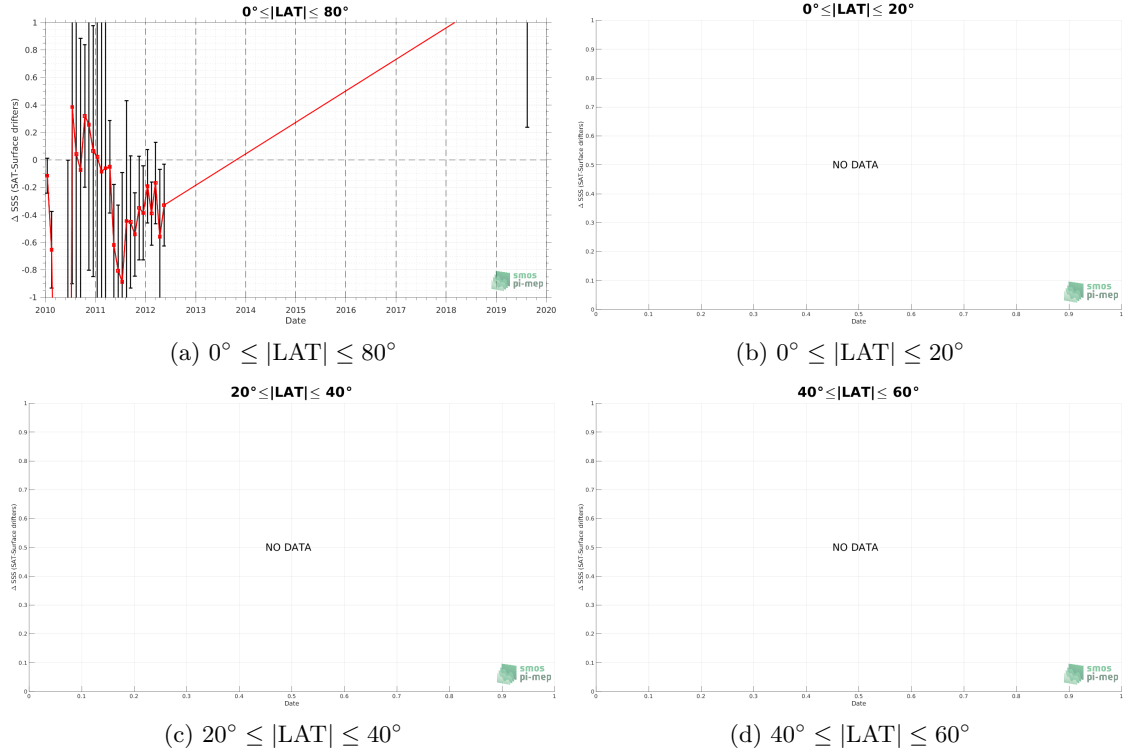 0°≤|LAT|≤ 80°
Δ SSS (SAT-Surface drifters)
1
0.8
0.6
0.4
0.2
0
-0.2
-0.4
-0.6
-0.8
-1
2010 2011 2012 2013 2014 2015 2016 2017 2018 2019 2020
Date
smos
pi-mep
(a) 0° ≤ |LAT| ≤ 80°
0°≤|LAT|≤ 20°
Δ SSS (SAT-Surface drifters)
1
0.9
0.8
0.7
0.6
0.5
0.4
0.3
0.2
0.1
0
NO DATA
0 0.1 0.2 0.3 0.4 0.5 0.6 0.7 0.8 0.9 1
Date
smos
pi-mep
(b) 0° ≤ |LAT| ≤ 20°
20°≤|LAT|≤ 40°
Δ SSS (SAT-Surface drifters)
1
0.9
0.8
0.7
0.6
0.5
0.4
0.3
0.2
0.1
0
NO DATA
0 0.1 0.2 0.3 0.4 0.5 0.6 0.7 0.8 0.9 1
Date
smos
pi-mep
(c) 20° ≤ |LAT| ≤ 40°
40°≤|LAT|≤ 60°
Δ SSS (SAT-Surface drifters)
1
0.9
0.8
0.7
0.6
0.5
0.4
0.3
0.2
0.1
0
NO DATA
0 0.1 0.2 0.3 0.4 0.5 0.6 0.7 0.8 0.9 1
Date
smos
pi-mep
(d) 40° ≤ |LAT| ≤ 60°